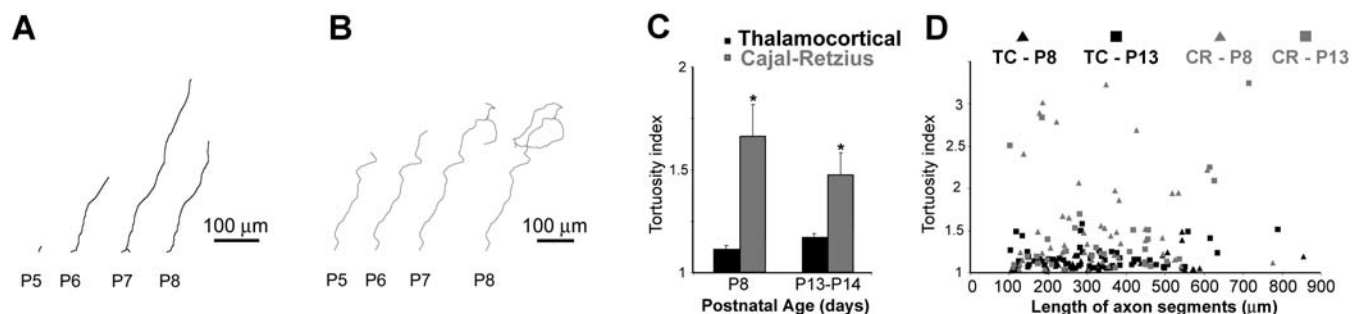 A
100 μm
P5 P6 P7 P8
B
100 μm
P5 P6 P7 P8
C
Thalamocortical
Cajal-Retzius
Tortuosity index
2
*
1.5
*
1
P8 P13-P14
Postnatal Age (days)
D
TC - P8 TC - P13 CR - P8 CR - P13
Tortuosity index
3
2.5
2
1.5
1
0 100 200 300 400 500 600 700 800 900
Length of axon segments (μm)